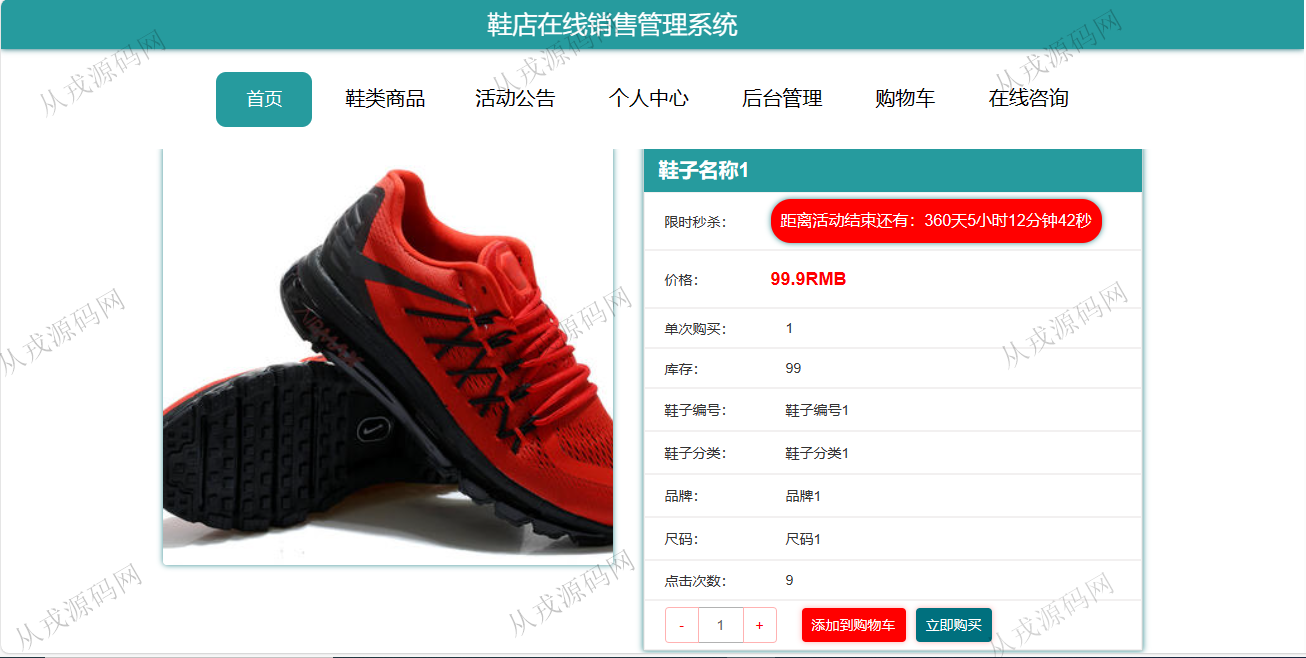 鞋店在线销售管理系统
首页 鞋类商品 活动公告 个人中心 后台管理 购物车 在线咨询
鞋子名称1
限时秒杀： 距离活动结束还有：360天5小时12分钟42秒
价格： 99.9RMB
单次购买： 1
库存： 99
鞋子编号： 鞋子编号1
鞋子分类： 鞋子分类1
品牌： 品牌1
尺码： 尺码1
点击次数： 9
- 1 + 添加到购物车 立即购买
AIRMAX
从戎源码网
从戎源码网
从戎源码网
从戎源码网
从戎源码网
从戎源码网
从戎源码网
从戎源码网
从戎源码网